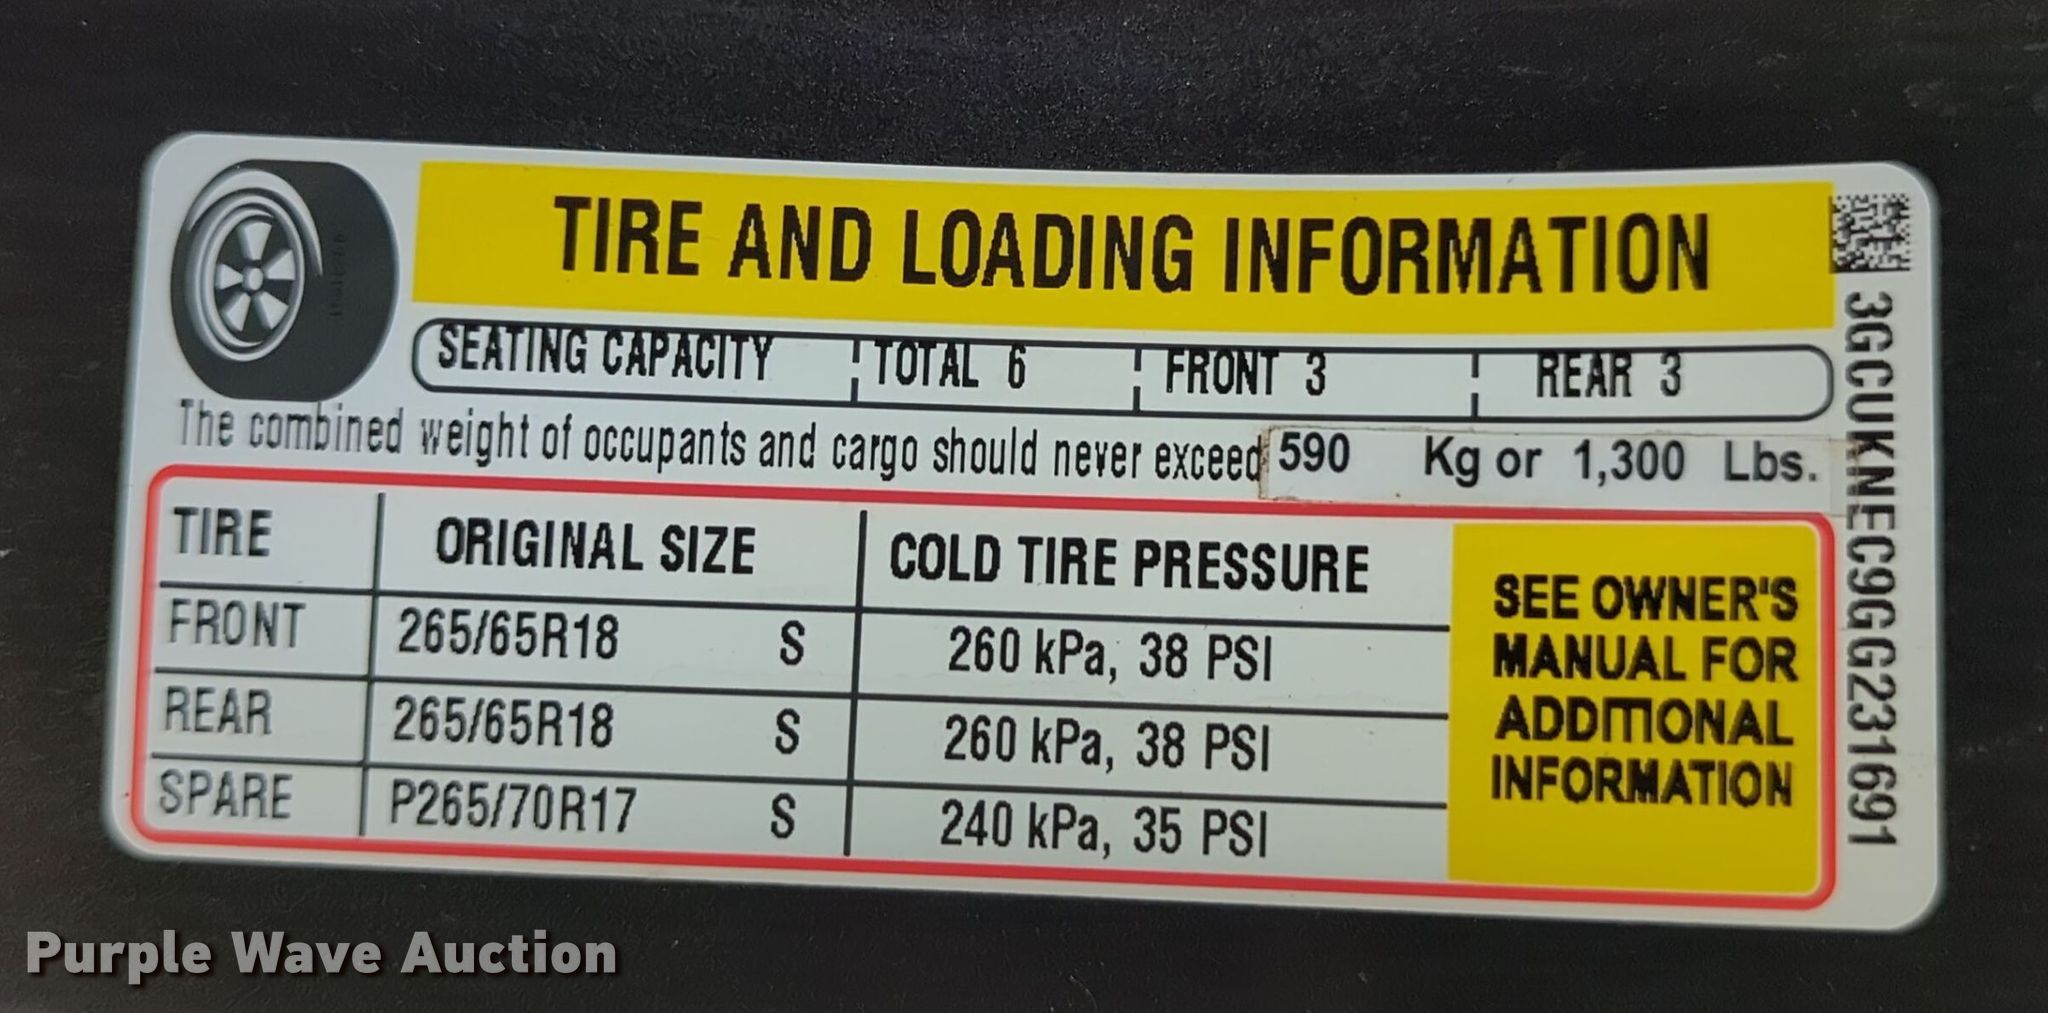 TIRE AND LOADING INFORMATION
SEATING CAPACITY TOTAL 6 FRONT 3 REAR 3
The combined weight of occupants and cargo should never exceed 590 Kg or 1,300 Lbs.
TIRE ORIGINAL SIZE COLD TIRE PRESSURE
FRONT 265/65R18 S 260 kPa, 38 PSI
REAR 265/65R18 S 260 kPa, 38 PSI
SPARE P265/70R17 S 240 kPa, 35 PSI
SEE OWNER'S
MANUAL FOR
ADDITIONAL
INFORMATION
3GCUKNEC9GG231691
Purple Wave Auction